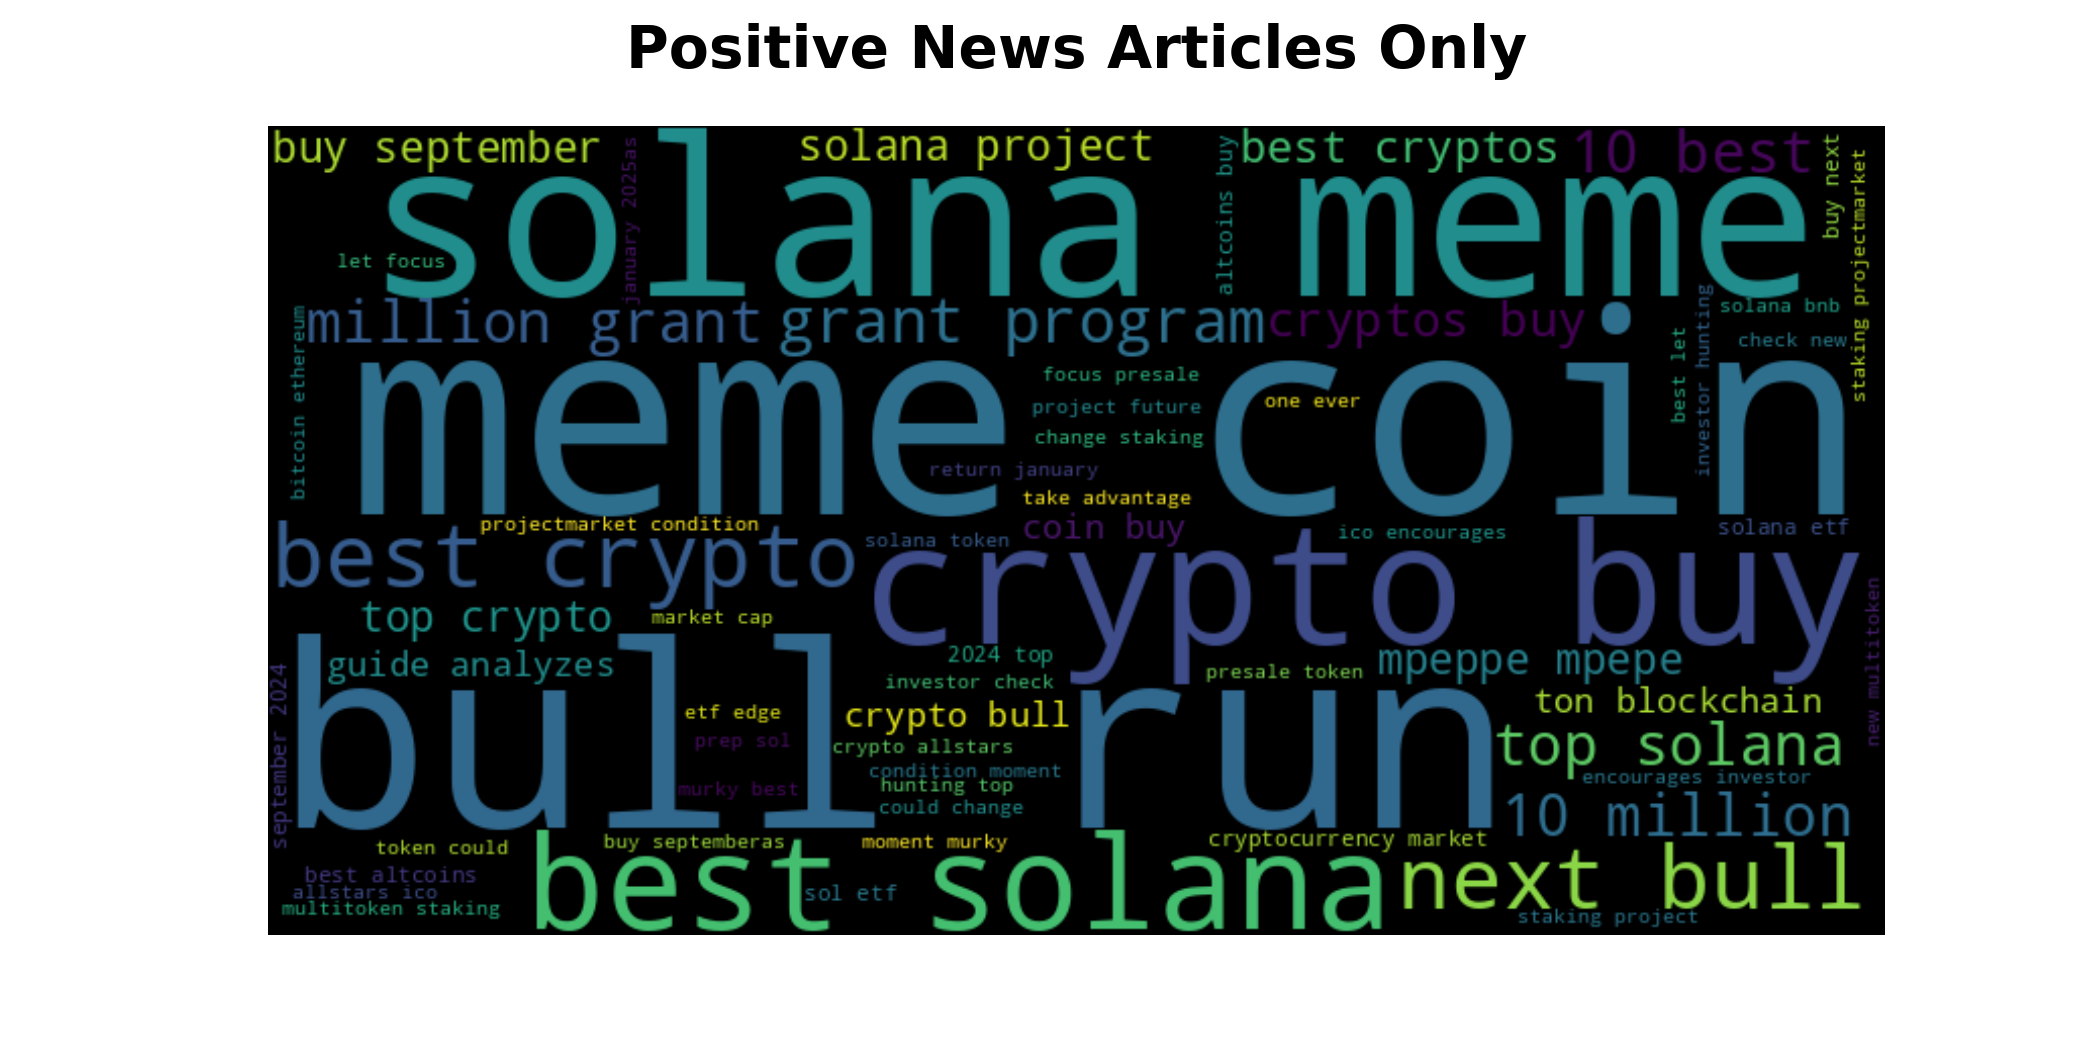 Positive News Articles Only
buy september
january 2025as
solana project
altcoins buy
best cryptos
10 best
buy next
staking projectmarket
solana meme
let focus
bitcoin ethereum
million grant
grant program
cryptos buy
investor hunting
solana bnb
best let
check new
meme coin
focus presale
one ever
project future
change staking
return january
take advantage
projectmarket condition
coin buy
solana token
ico encourages
solana etf
best crypto
crypto buy
new multitoken
top crypto
market cap
guide analyzes
2024 top
mpeppe mpepe
presale token
investor check
september 2024
bull run
etf edge
crypto bull
ton blockchain
prep sol
crypto allstars
top solana
condition moment
encourages investor
hunting top
murky best
could change
10 million
token could
buy septemberas
moment murky
cryptocurrency market
best altcoins
allstars ico
multitoken staking
best solana
sol etf
next bull
staking project